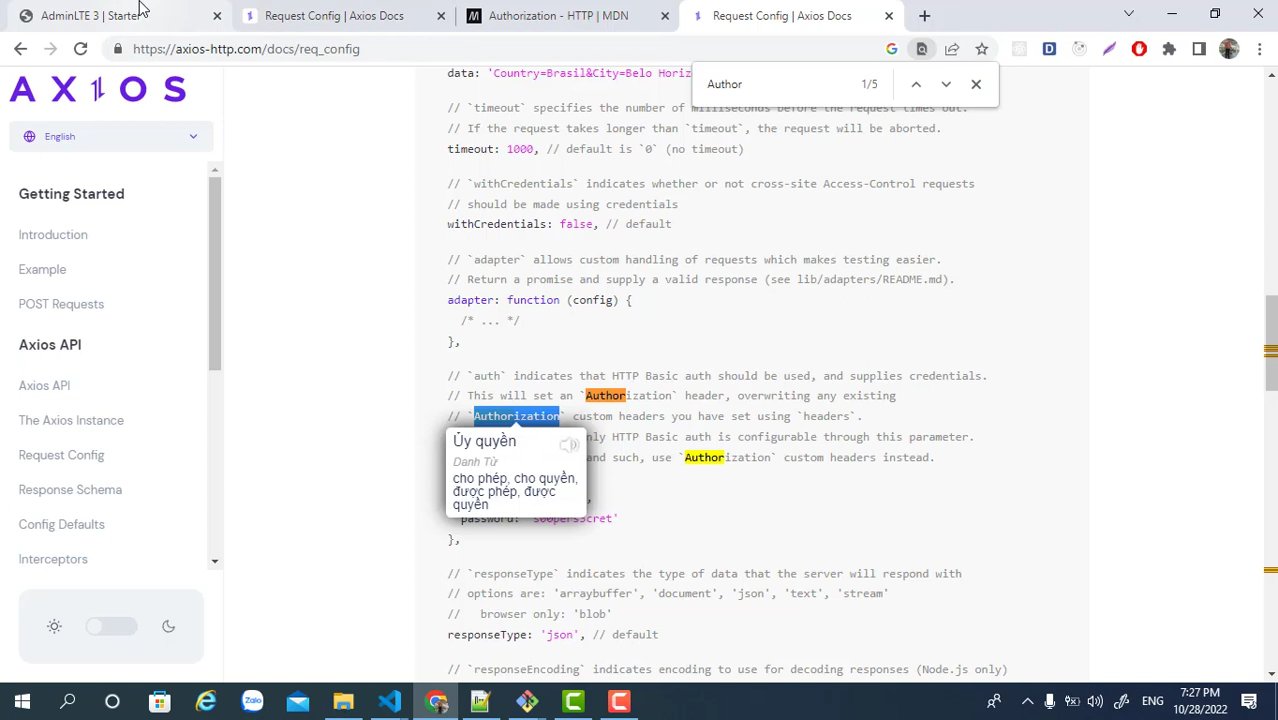 AdminLTE 3 | Starter
Request Config | Axios Docs
Authorization - HTTP | MDN
Request Config | Axios Docs
https://axios-http.com/docs/req_config
Author 1/5
AXIOS
English
Getting Started
Introduction
Example
POST Requests
Axios API
Axios API
The Axios Instance
Request Config
Response Schema
Config Defaults
Interceptors
data: 'Country=Brasil&City=Belo Horiz
// `timeout` specifies the number of milliseconds before the request times out.
// If the request takes longer than `timeout`, the request will be aborted.
timeout: 1000, // default is `0` (no timeout)
// `withCredentials` indicates whether or not cross-site Access-Control requests
// should be made using credentials
withCredentials: false, // default
// `adapter` allows custom handling of requests which makes testing easier.
// Return a promise and supply a valid response (see lib/adapters/README.md).
adapter: function (config) {
/* ... */
},
// `auth` indicates that HTTP Basic auth should be used, and supplies credentials.
// This will set an `Authorization` header, overwriting any existing
// `Authorization` custom headers you have set using `headers`.
nly HTTP Basic auth is configurable through this parameter.
and such, use `Authorization` custom headers instead.
,
password: 's00pers3cret'
},
Ủy quyền
Danh Từ
cho phép, cho quyền,
được phép, được
quyền
// `responseType` indicates the type of data that the server will respond with
// options are: 'arraybuffer', 'document', 'json', 'text', 'stream'
// browser only: 'blob'
responseType: 'json', // default
// `responseEncoding` indicates encoding to use for decoding responses (Node.js only)
Zalo
ENG
7:27 PM
10/28/2022